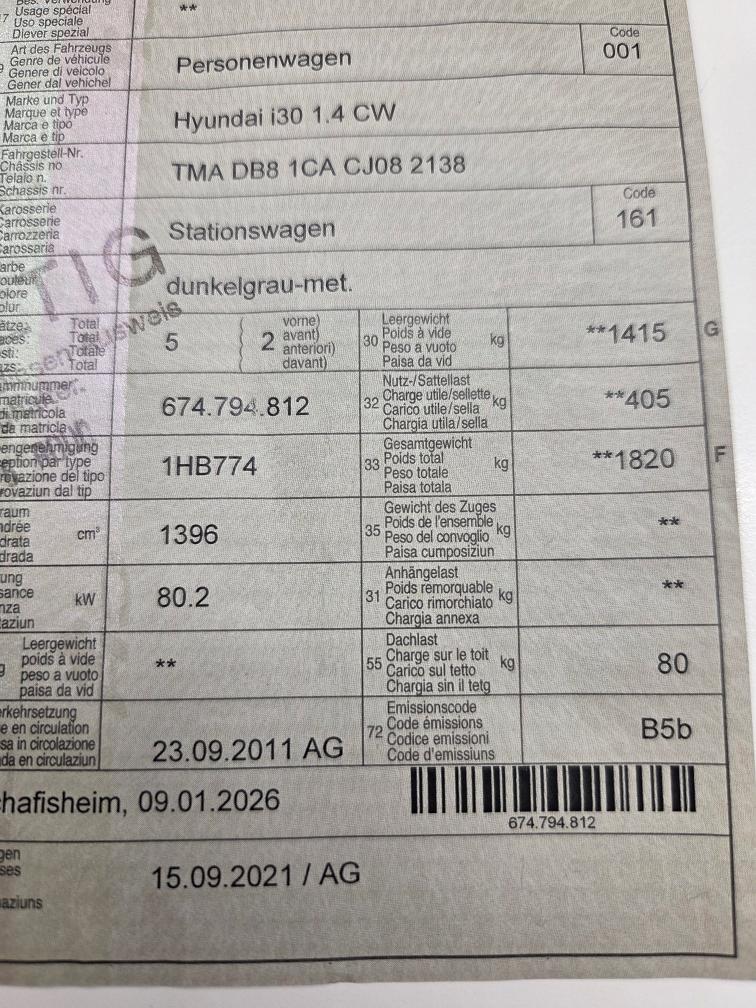 Usage spécial
Uso speciale
Diever spezial
**
Art des Fahrzeugs
Genre de véhicule
Genere di veicolo
Gener dal vehichel
Personenwagen
Code
001
Marke und Typ
Marque et type
Marca e tipo
Marca e tip
Hyundai i30 1.4 CW
Fahrgestell-Nr.
Châssis no
Telaio n.
Schassis nr.
TMA DB8 1CA CJ08 2138
Karosserie
Carrosserie
Carrozzeria
Carossaria
Stationswagen
Code
161
dunkelgrau-met.
Total
Total
Totale
Total
5
2
vorne)
avant)
anteriori)
davant)
30
Leergewicht
Poids à vide
Peso a vuoto
Paisa da vid
kg
**1415
G
674.794.812
32
Nutz-/Sattellast
Charge utile/sellette
Carico utile/sella
Chargia utila/sella
kg
**405
1HB774
33
Gesamtgewicht
Poids total
Peso totale
Paisa totala
kg
**1820
F
cm³
1396
35
Gewicht des Zuges
Poids de l'ensemble
Peso del convoglio
Paisa cumposiziun
kg
**
kW
80.2
31
Anhängelast
Poids remorquable
Carico rimorchiato
Chargia annexa
kg
**
Leergewicht
poids à vide
peso a vuoto
paisa da vid
**
55
Dachlast
Charge sur le toit
Carico sul tetto
Chargia sin il tetg
kg
80
rkehrsetzung
e en circulation
sa in circolazione
da en circulaziun
23.09.2011 AG
72
Emissionscode
Code émissions
Codice emissioni
Code d'emissiuns
B5b
hafisheim, 09.01.2026
674.794.812
15.09.2021 / AG